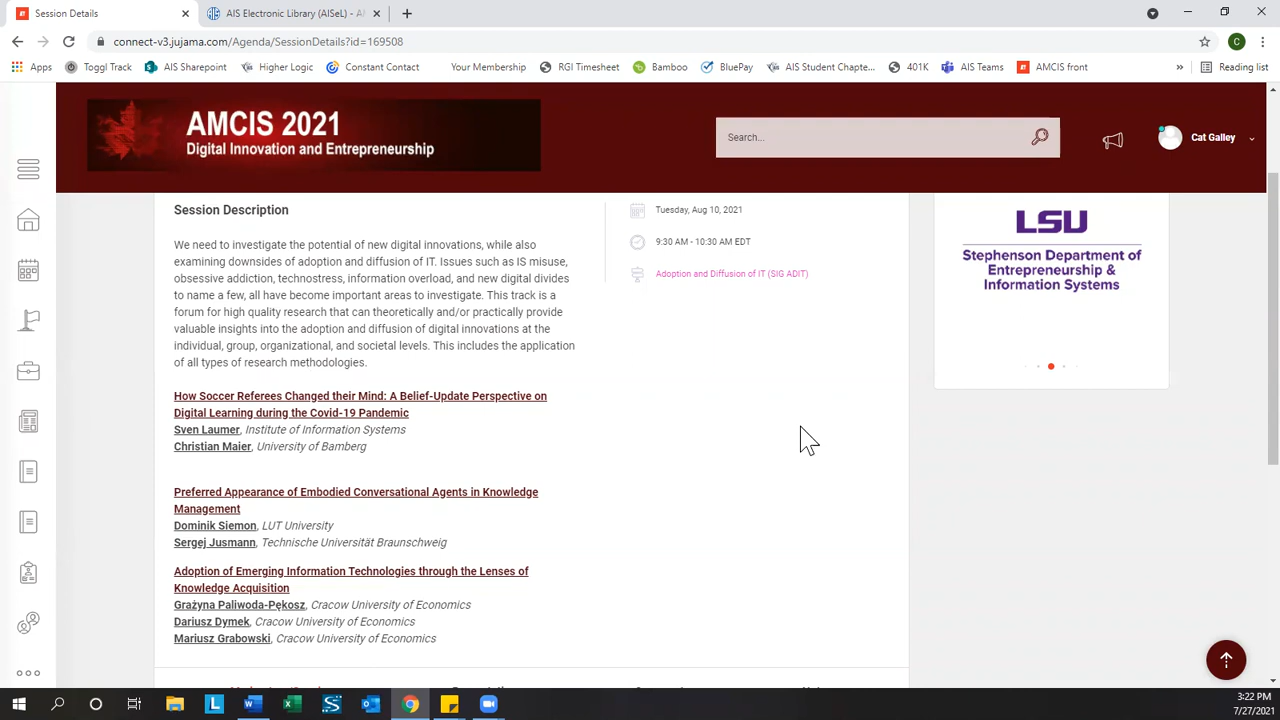 Session Details
AIS Electronic Library (AISeL) - A
connect-v3.jujama.com/Agenda/SessionDetails?id=169508
C
Apps
Toggl Track
AIS Sharepoint
Higher Logic
Constant Contact
Your Membership
RGI Timesheet
Bamboo
BluePay
AIS Student Chapte...
401K
AIS Teams
AMCIS front
»
Reading list
AMCIS 2021
Digital Innovation and Entrepreneurship
Search...
Cat Galley
Session Description
We need to investigate the potential of new digital innovations, while also
examining downsides of adoption and diffusion of IT. Issues such as IS misuse,
obsessive addiction, technostress, information overload, and new digital divides
to name a few, all have become important areas to investigate. This track is a
forum for high quality research that can theoretically and/or practically provide
valuable insights into the adoption and diffusion of digital innovations at the
individual, group, organizational, and societal levels. This includes the application
of all types of research methodologies.
How Soccer Referees Changed their Mind: A Belief-Update Perspective on
Digital Learning during the Covid-19 Pandemic
Sven Laumer, Institute of Information Systems
Christian Maier, University of Bamberg
Preferred Appearance of Embodied Conversational Agents in Knowledge
Management
Dominik Siemon, LUT University
Sergej Jusmann, Technische Universität Braunschweig
Adoption of Emerging Information Technologies through the Lenses of
Knowledge Acquisition
Grażyna Paliwoda-Pękosz, Cracow University of Economics
Dariusz Dymek, Cracow University of Economics
Mariusz Grabowski, Cracow University of Economics
Tuesday, Aug 10, 2021
9:30 AM - 10:30 AM EDT
Adoption and Diffusion of IT (SIG ADIT)
LSU
Stephenson Department of
Entrepreneurship &
Information Systems
3:22 PM
7/27/2021